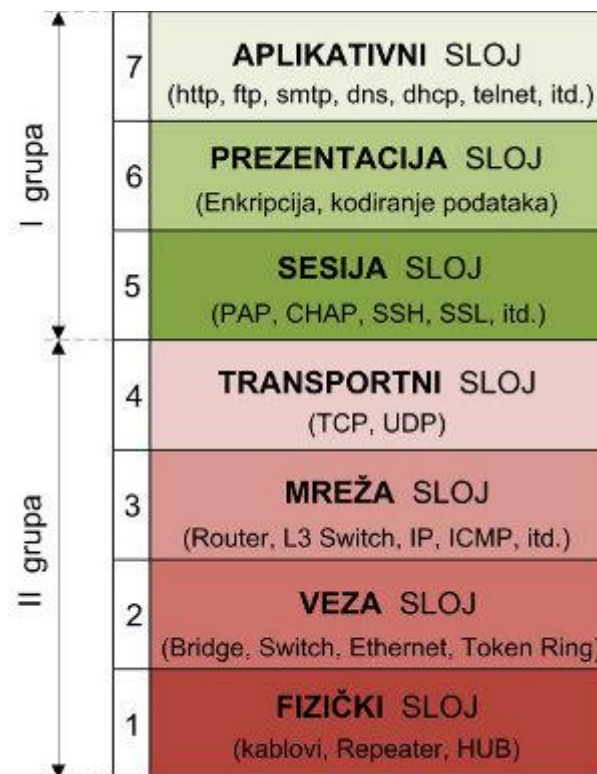 I grupa
7
APLIKATIVNI SLOJ
(http, ftp, smtp, dns, dhcp, telnet, itd.)
6
PREZENTACIJA SLOJ
(Enkripcija, kodiranje podataka)
5
SESIJA SLOJ
(PAP, CHAP, SSH, SSL, itd.)
II grupa
4
TRANSPORTNI SLOJ
(TCP, UDP)
3
MREŽA SLOJ
(Router, L3 Switch, IP, ICMP, itd.)
2
VEZA SLOJ
(Bridge, Switch, Ethernet, Token Ring)
1
FIZIČKI SLOJ
(kablovi, Repeater, HUB)